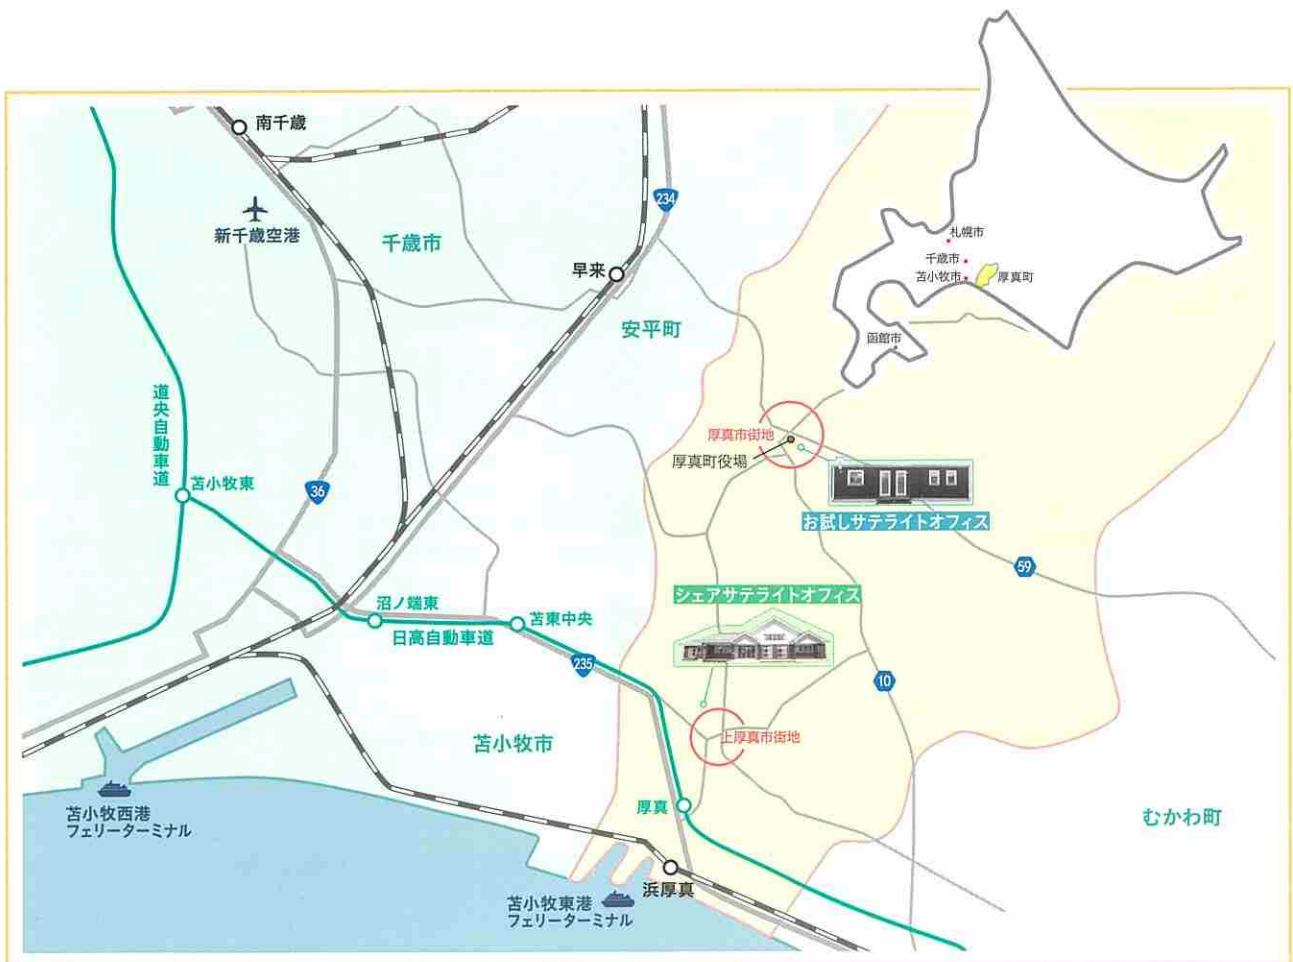 南千歳
新千歳空港
千歳市
234
早来
安平町
札幌市
千歳市
苫小牧市
厚真町
函館市
道央自動車道
苫小牧東
36
厚真市街地
厚真町役場
お試しサテライトオフィス
59
シェアサテライトオフィス
沼ノ端東
日高自動車道
苫東中央
235
10
苫小牧市
上厚真市街地
厚真
むかわ町
苫小牧西港
フェリーターミナル
浜厚真
苫小牧東港
フェリーターミナル